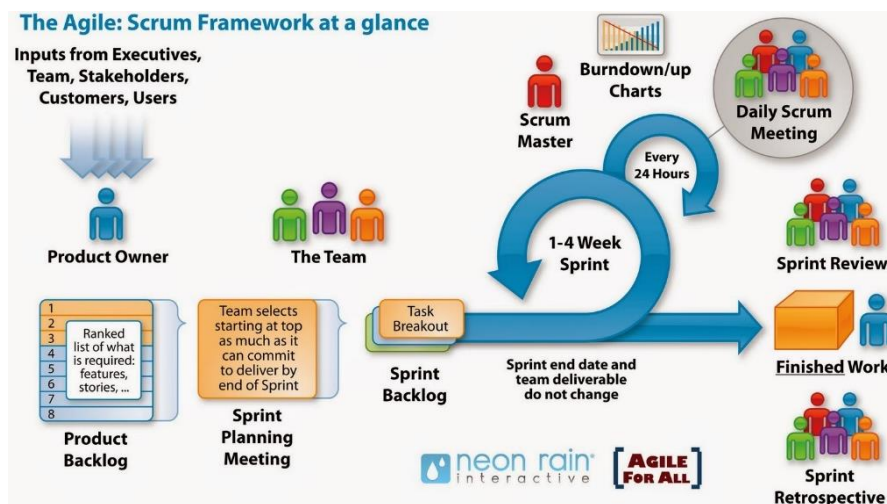 The Agile: Scrum Framework at a glance
Inputs from Executives,
Team, Stakeholders,
Customers, Users
Product Owner
The Team
Scrum
Master
Burndown/up
Charts
Daily Scrum
Meeting
Every
24 Hours
1-4 Week
Sprint
Sprint Review
1
2
3
4
5
6
7
8
Ranked
list of what
is required:
features,
stories, ...
Product
Backlog
Team selects
starting at top
as much as it
can commit
to deliver by
end of Sprint
Sprint
Planning
Meeting
Task
Breakout
Sprint
Backlog
Sprint end date and
team deliverable
do not change
Finished Work
Sprint
Retrospective
neon rain®
interactive
AGILE
FOR ALL